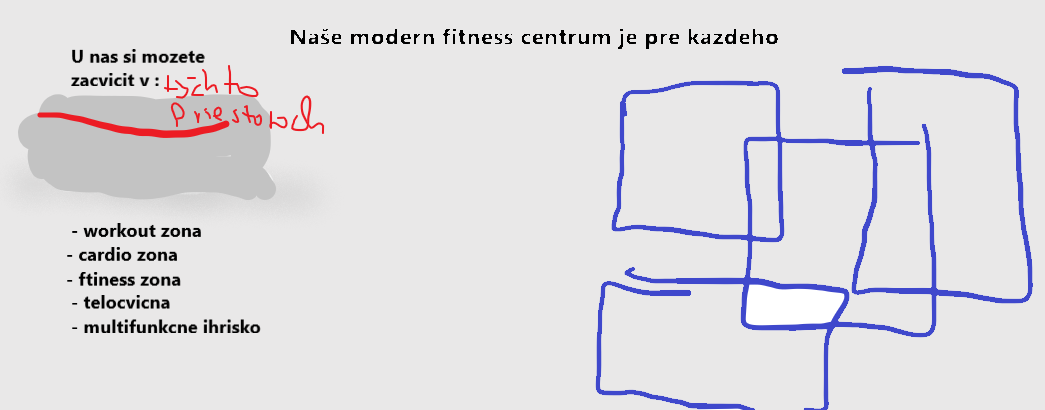 Naše modern fitness centrum je pre kazdeho
U nas si mozete
zacvicit v : tychto
Priestoroch
- workout zona
- cardio zona
- ftiness zona
- telocvicna
- multifunkcne ihrisko